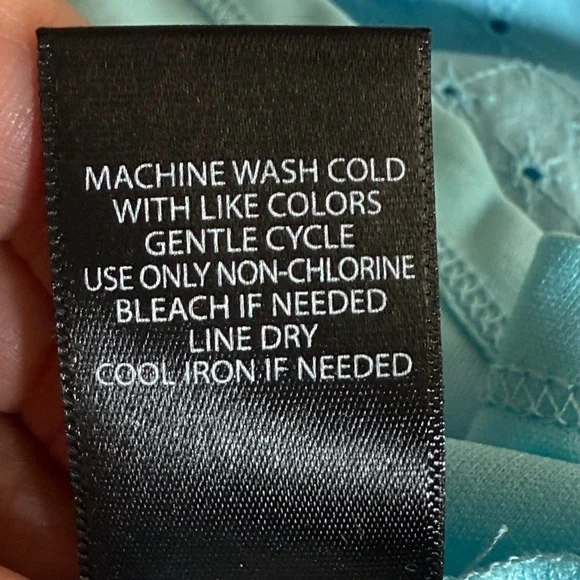 MACHINE WASH COLD
WITH LIKE COLORS
GENTLE CYCLE
USE ONLY NON-CHLORINE
BLEACH IF NEEDED
LINE DRY
COOL IRON IF NEEDED